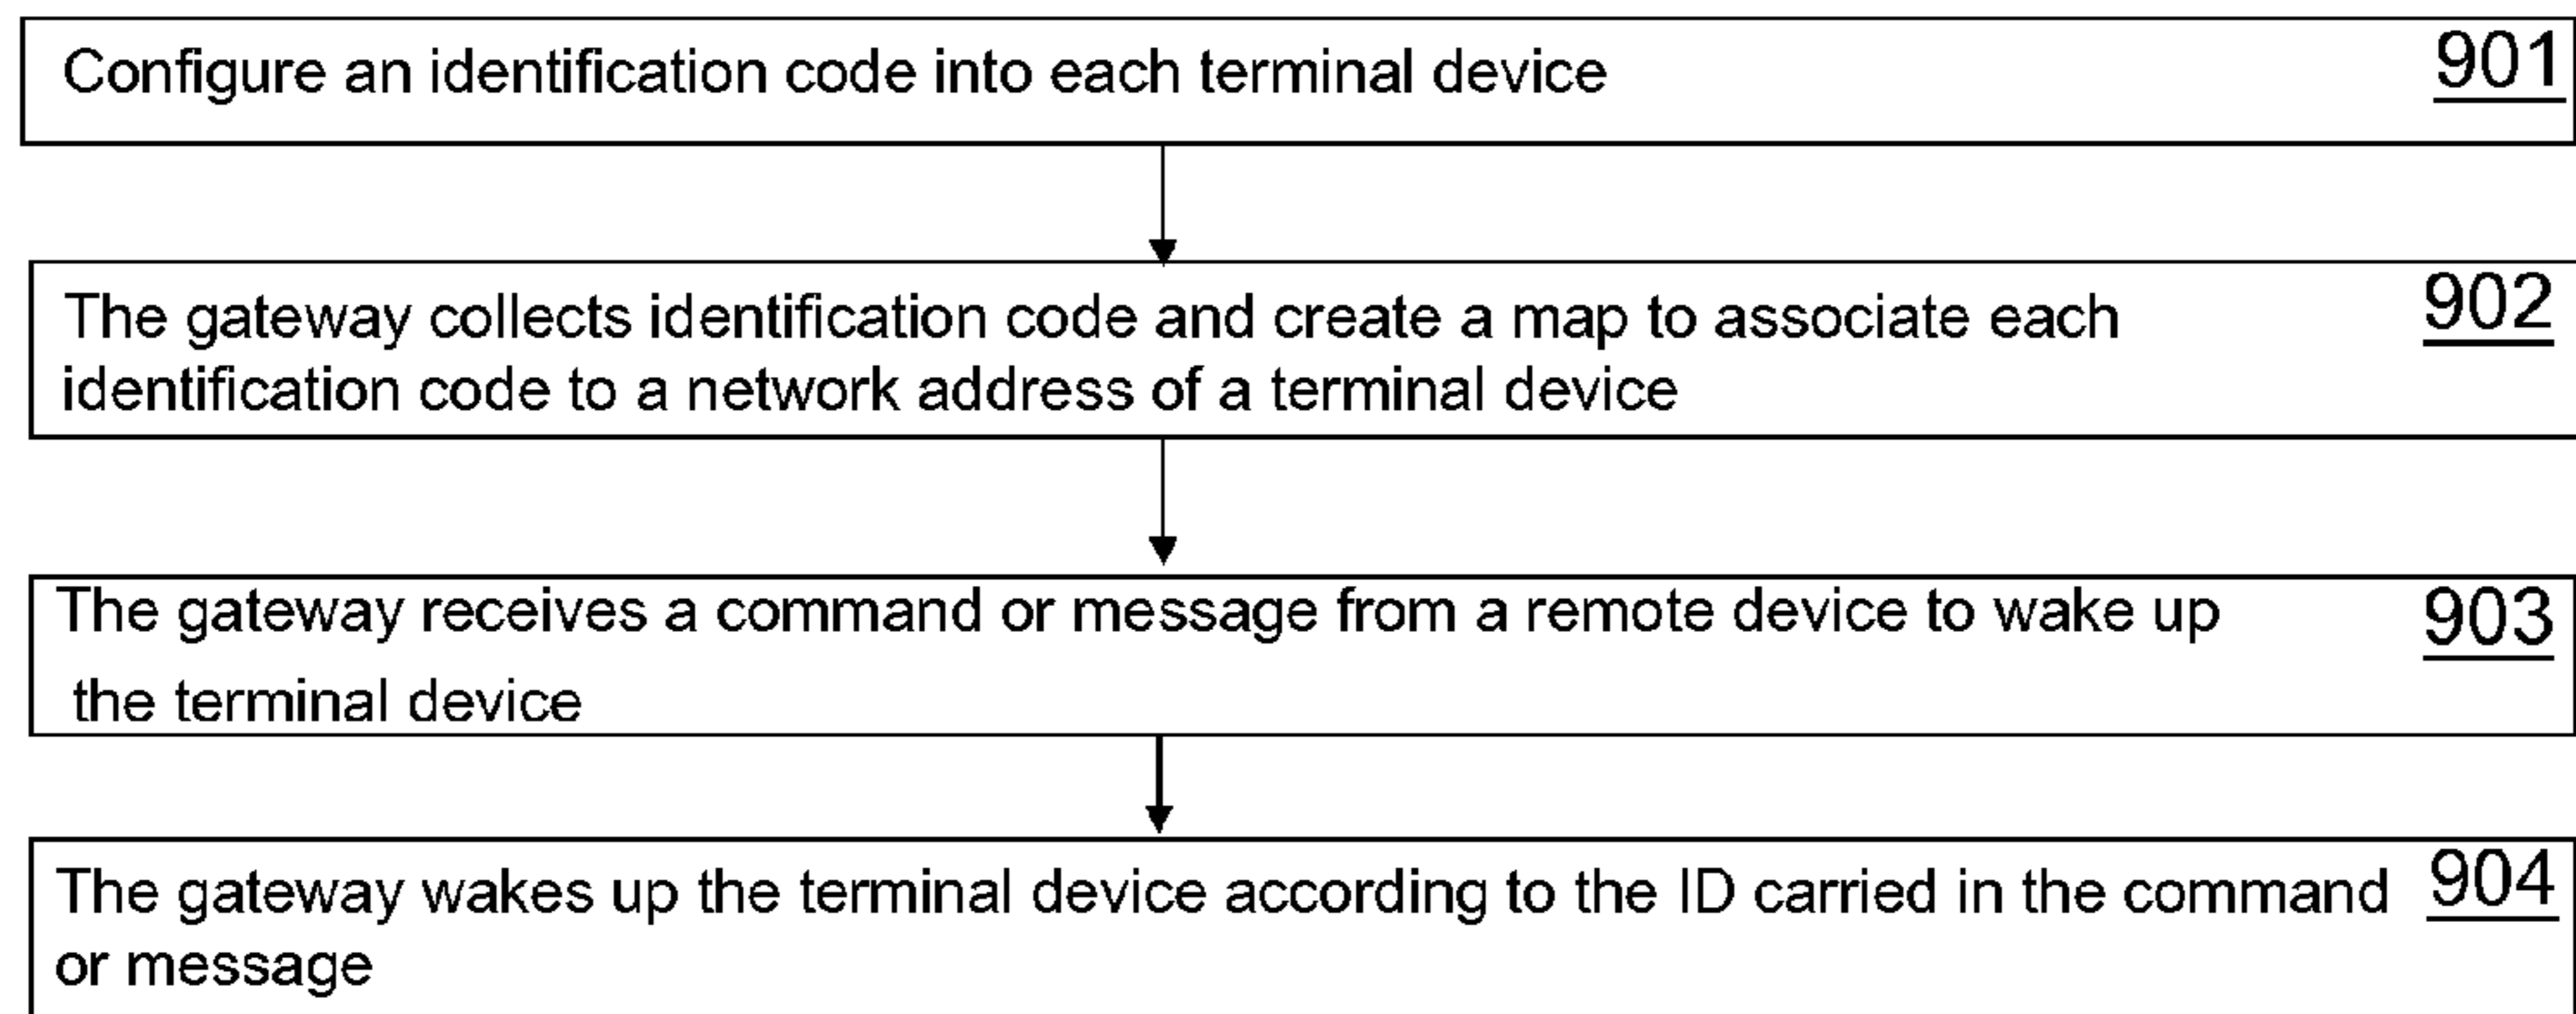 Configure an identification code into each terminal device 901
The gateway collects identification code and create a map to associate each 902
identification code to a network address of a terminal device
The gateway receives a command or message from a remote device to wake up 903
the terminal device
The gateway wakes up the terminal device according to the ID carried in the command 904
or message